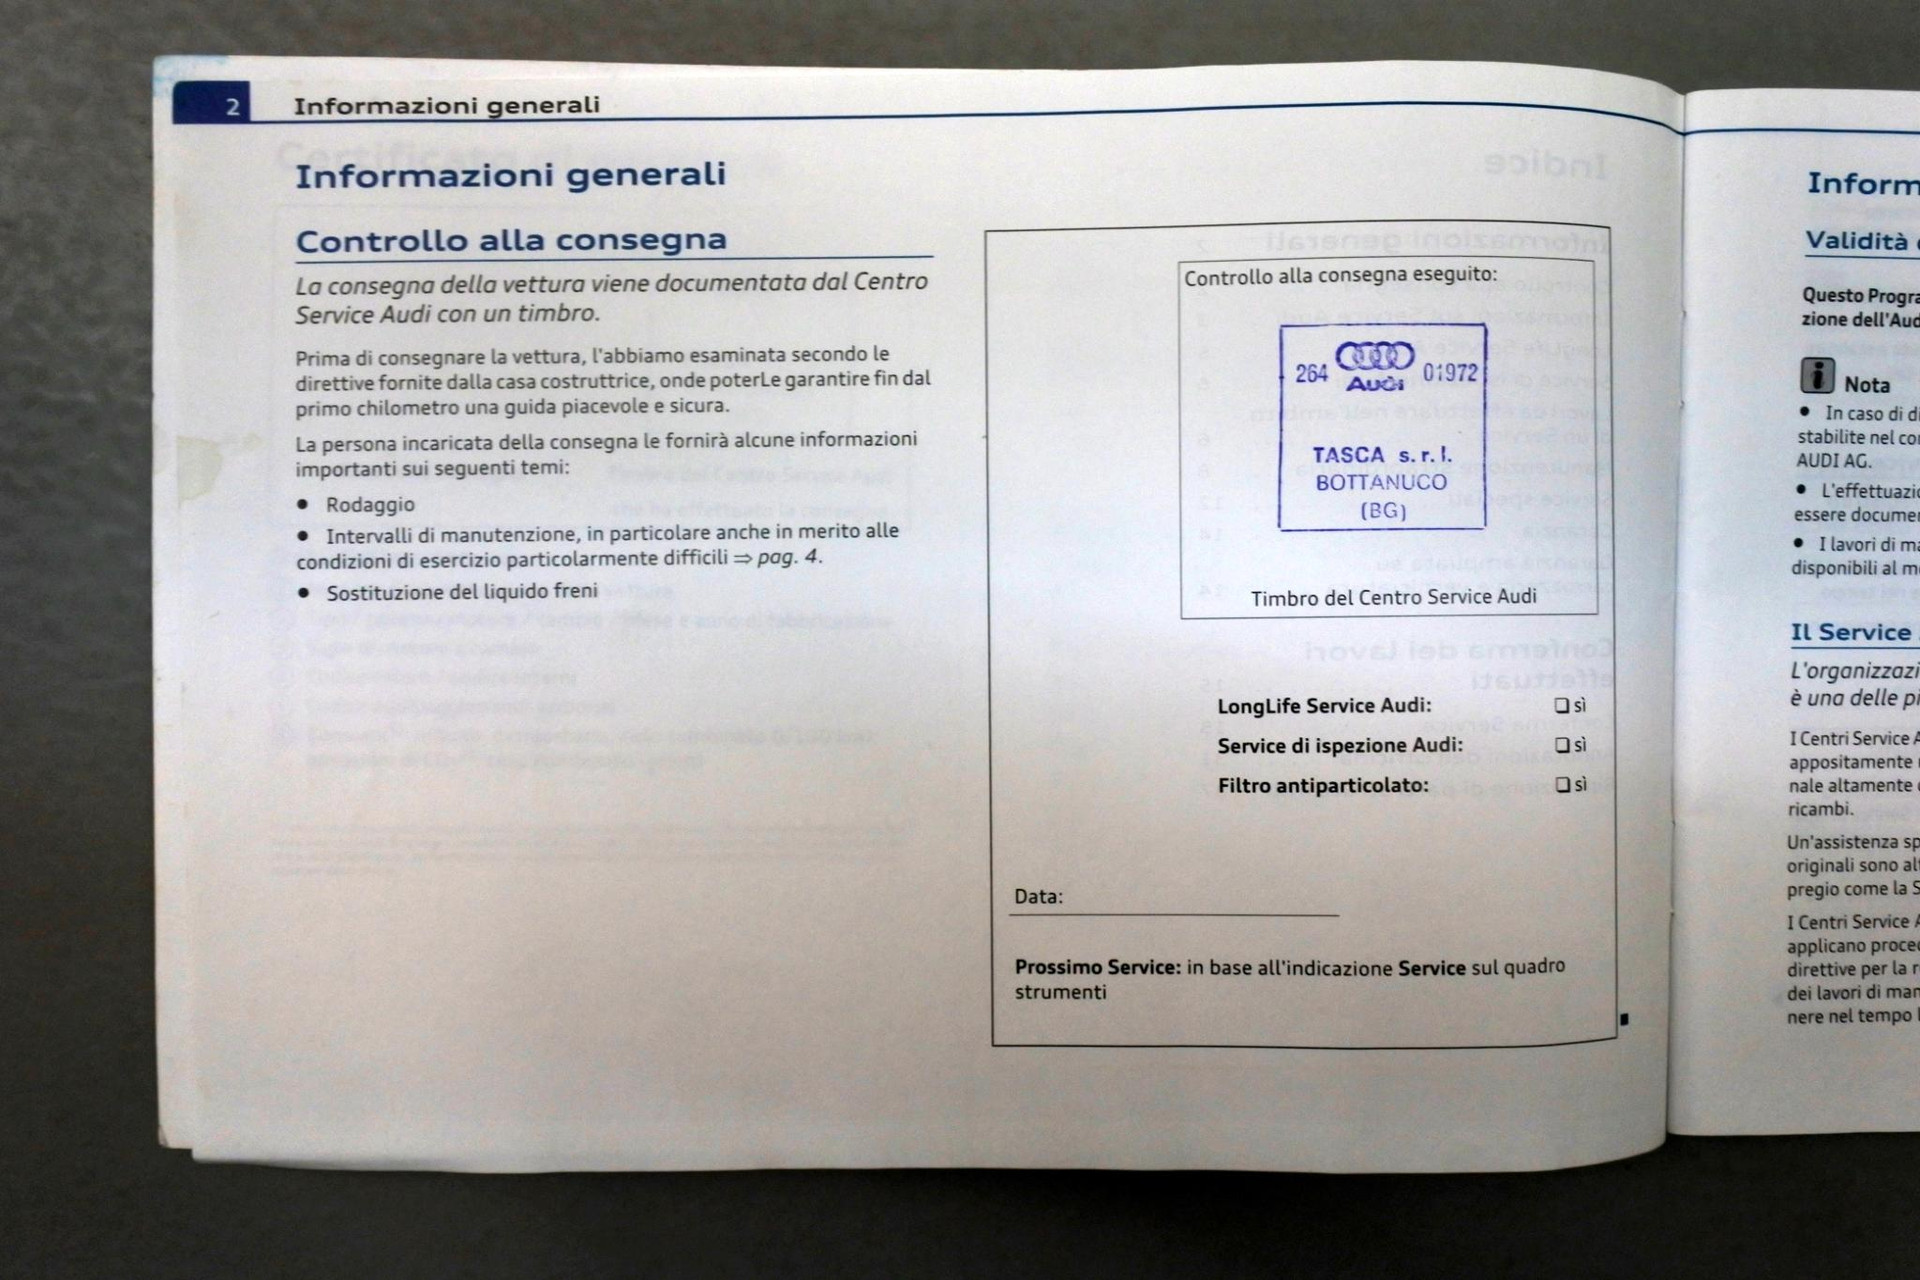 2 Informazioni generali
Informazioni generali
Controllo alla consegna
La consegna della vettura viene documentata dal Centro
Service Audi con un timbro.
Prima di consegnare la vettura, l'abbiamo esaminata secondo le
direttive fornite dalla casa costruttrice, onde poterLe garantire fin dal
primo chilometro una guida piacevole e sicura.
La persona incaricata della consegna le fornirà alcune informazioni
importanti sui seguenti temi:
● Rodaggio
● Intervalli di manutenzione, in particolare anche in merito alle
condizioni di esercizio particolarmente difficili ⇒ pag. 4.
● Sostituzione del liquido freni
Controllo alla consegna eseguito:
264 Audi 01972
TASCA s.r.l.
BOTTANUCO
(BG)
Timbro del Centro Service Audi
LongLife Service Audi: ❑ sì
Service di ispezione Audi: ❑ sì
Filtro antiparticolato: ❑ sì
Data:
Prossimo Service: in base all'indicazione Service sul quadro
strumenti
Inform
Validità
Questo Progra
zione dell'Aud
i Nota
● In caso di di
stabilite nel co
AUDI AG.
● L'effettuazio
essere documen
● I lavori di ma
disponibili al m
Il Service
L'organizzazi
è una delle pi
I Centri Service A
appositamente
nale altamente
ricambi.
Un'assistenza sp
originali sono alt
pregio come la S
I Centri Service A
applicano proced
direttive per la r
dei lavori di man
nere nel tempo l